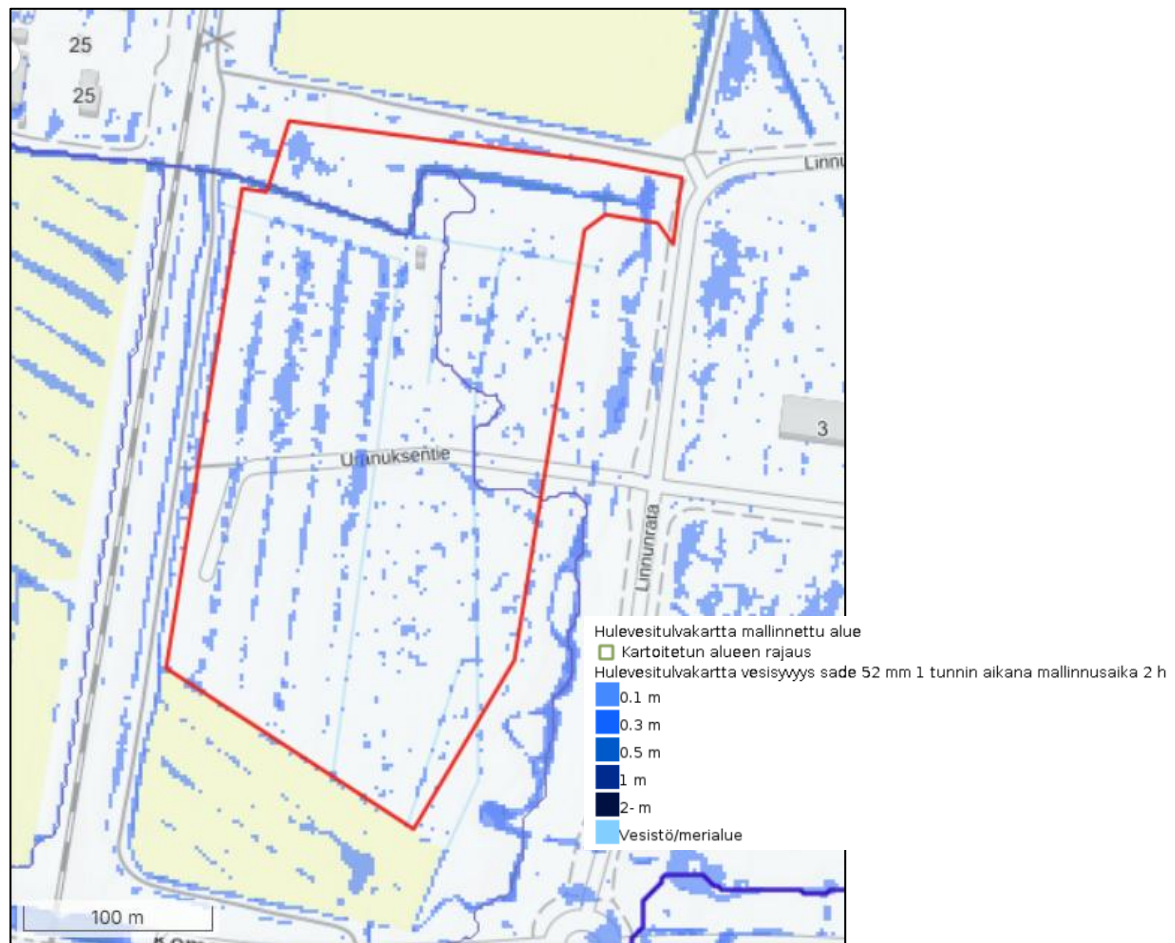 25
25
Linnu
3
Uranuksentie
Linnunrata
Hulevesitulvakartta mallinnettu alue
Kartoitetun alueen rajaus
Hulevesitulvakartta vesisyvyys sade 52 mm 1 tunnin aikana mallinnusaika 2 h
0.1 m
0.3 m
0.5 m
1 m
2- m
Vesistö/merialue
100 m